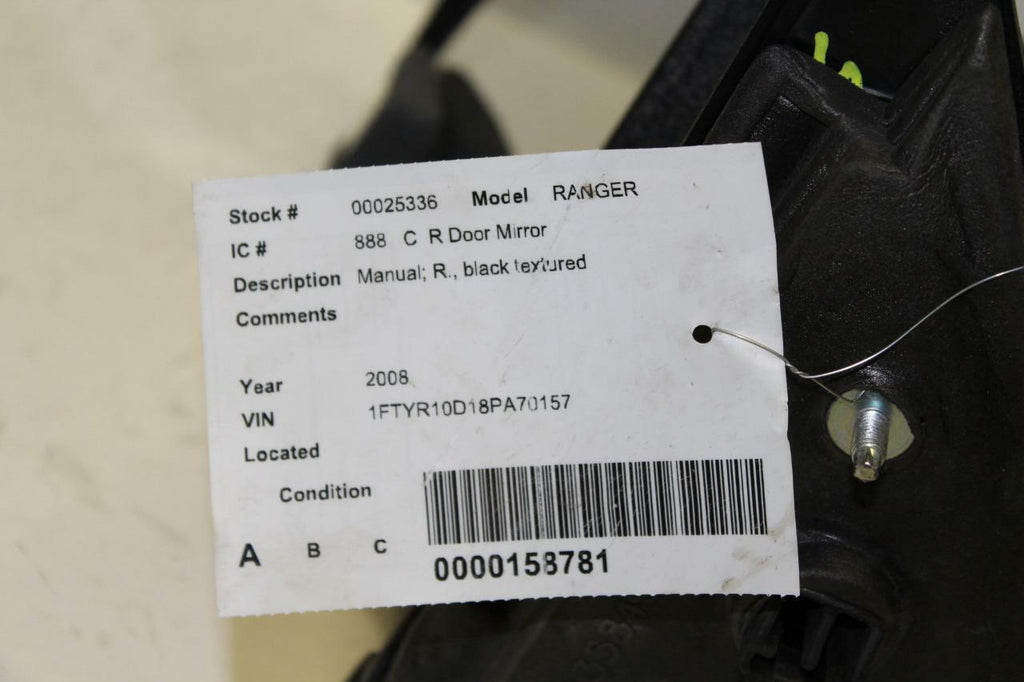 Stock # 00025336 Model RANGER
IC # 888 C R Door Mirror
Description Manual; R., black textured
Comments
Year 2008
VIN 1FTYR10D18PA70157
Located
Condition
A B C
0000158781